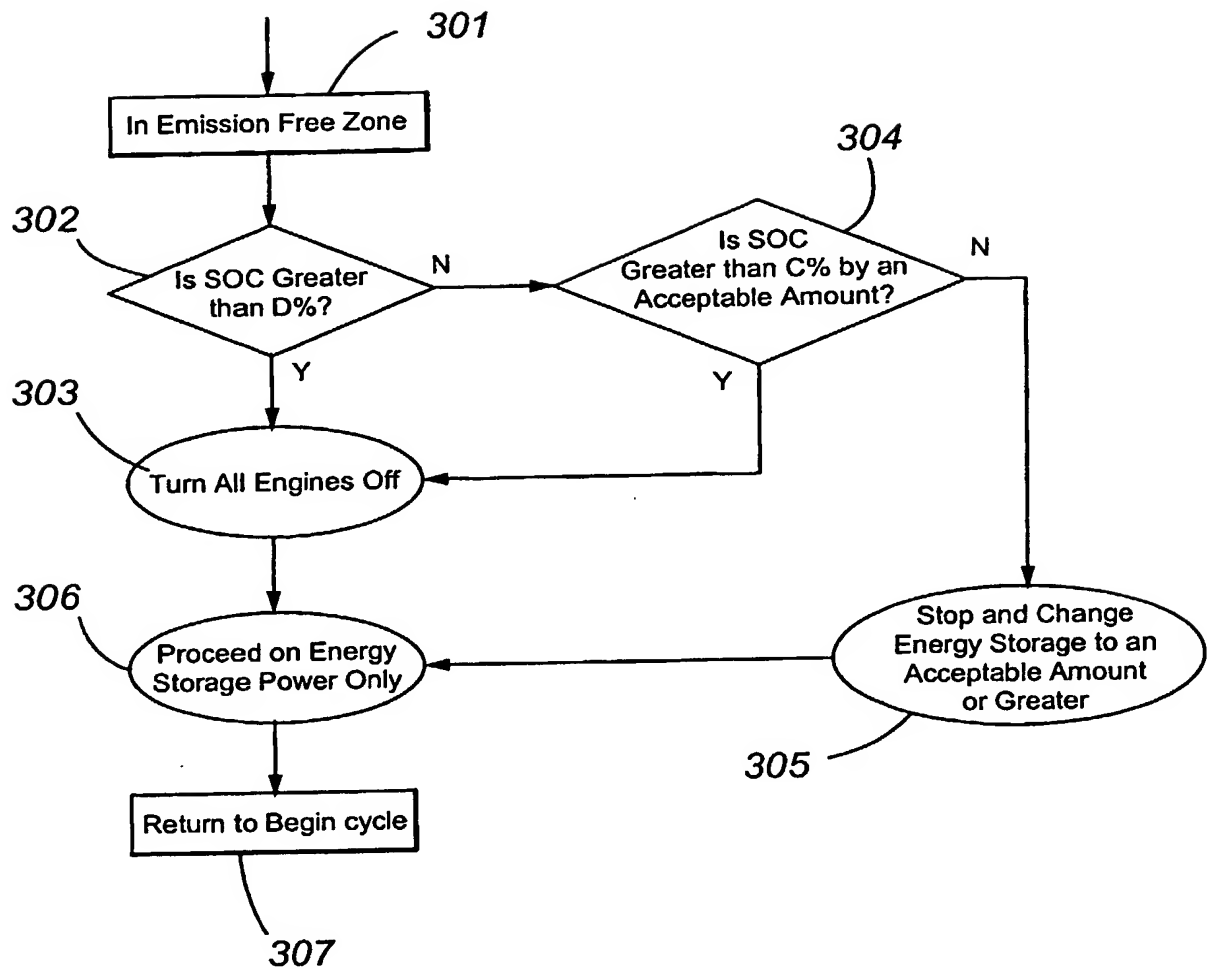 301
In Emission Free Zone
302
Is SOC Greater
than D%?
N
Y
304
Is SOC
Greater than C% by an
Acceptable Amount?
N
Y
303
Turn All Engines Off
306
Proceed on Energy
Storage Power Only
Stop and Change
Energy Storage to an
Acceptable Amount
or Greater
305
Return to Begin cycle
307